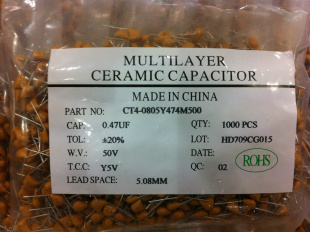 MULTILAYER
CERAMIC CAPACITOR
MADE IN CHINA
PART NO: CT4-0805Y474M500
CAP: 0.47UF QTY: 1000 PCS
TOL: ±20% LOT: HD709CG015
W.V.: 50V DATE:
T.C.C: Y5V QC: 02 ROHS
LEAD SPACE: 5.08MM